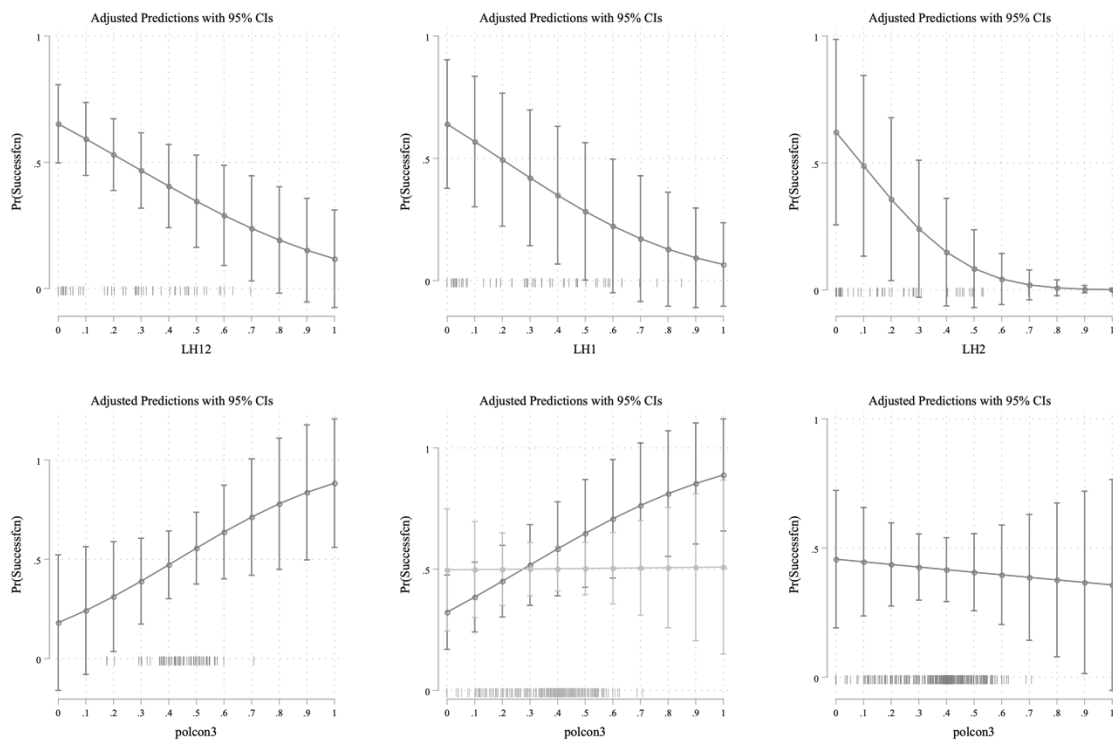 Adjusted Predictions with 95% CIs
1
.5
0
Pr(Successfcn)
0 .1 .2 .3 .4 .5 .6 .7 .8 .9 1
LH12
Adjusted Predictions with 95% CIs
1
.5
0
Pr(Successfcn)
0 .1 .2 .3 .4 .5 .6 .7 .8 .9 1
LH1
Adjusted Predictions with 95% CIs
1
.5
0
Pr(Successfcn)
0 .1 .2 .3 .4 .5 .6 .7 .8 .9 1
LH2
Adjusted Predictions with 95% CIs
1
.5
0
Pr(Successfcn)
0 .1 .2 .3 .4 .5 .6 .7 .8 .9 1
polcon3
Adjusted Predictions with 95% CIs
1
.5
0
Pr(Successfcn)
0 .1 .2 .3 .4 .5 .6 .7 .8 .9 1
polcon3
Adjusted Predictions with 95% CIs
1
.5
0
Pr(Successfcn)
0 .1 .2 .3 .4 .5 .6 .7 .8 .9 1
polcon3